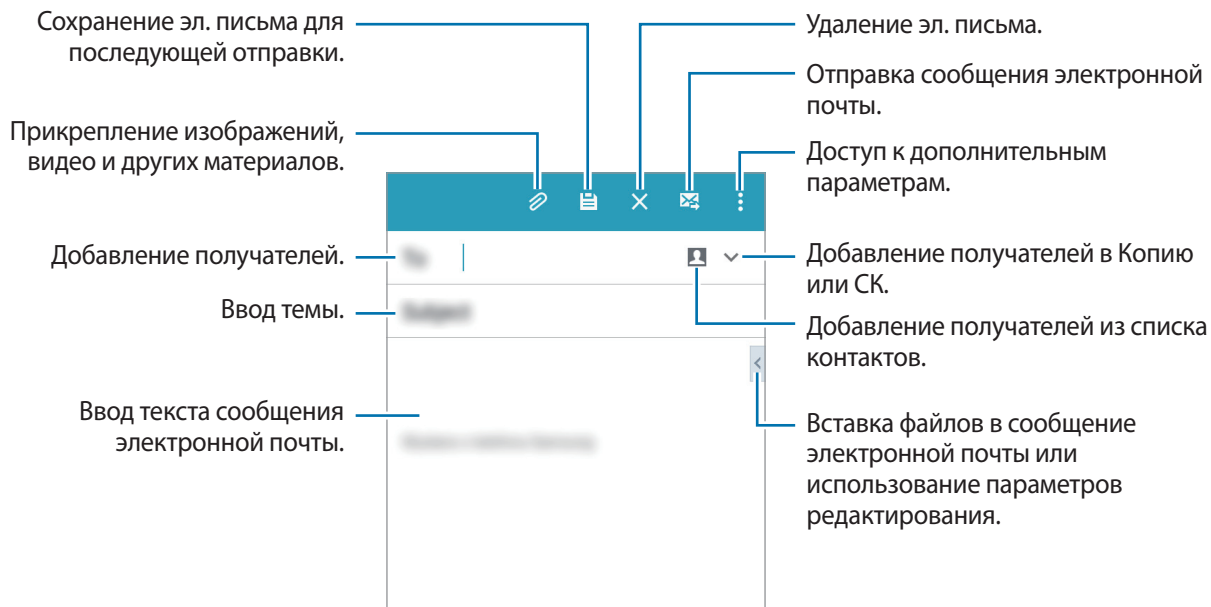 Сохранение эл. письма для
последующей отправки.
Прикрепление изображений,
видео и других материалов.
Добавление получателей.
Ввод темы.
Ввод текста сообщения
электронной почты.
Удаление эл. письма.
Отправка сообщения электронной
почты.
Доступ к дополнительным
параметрам.
Добавление получателей в Копию
или СК.
Добавление получателей из списка
контактов.
Вставка файлов в сообщение
электронной почты или
использование параметров
редактирования.
To
Subject